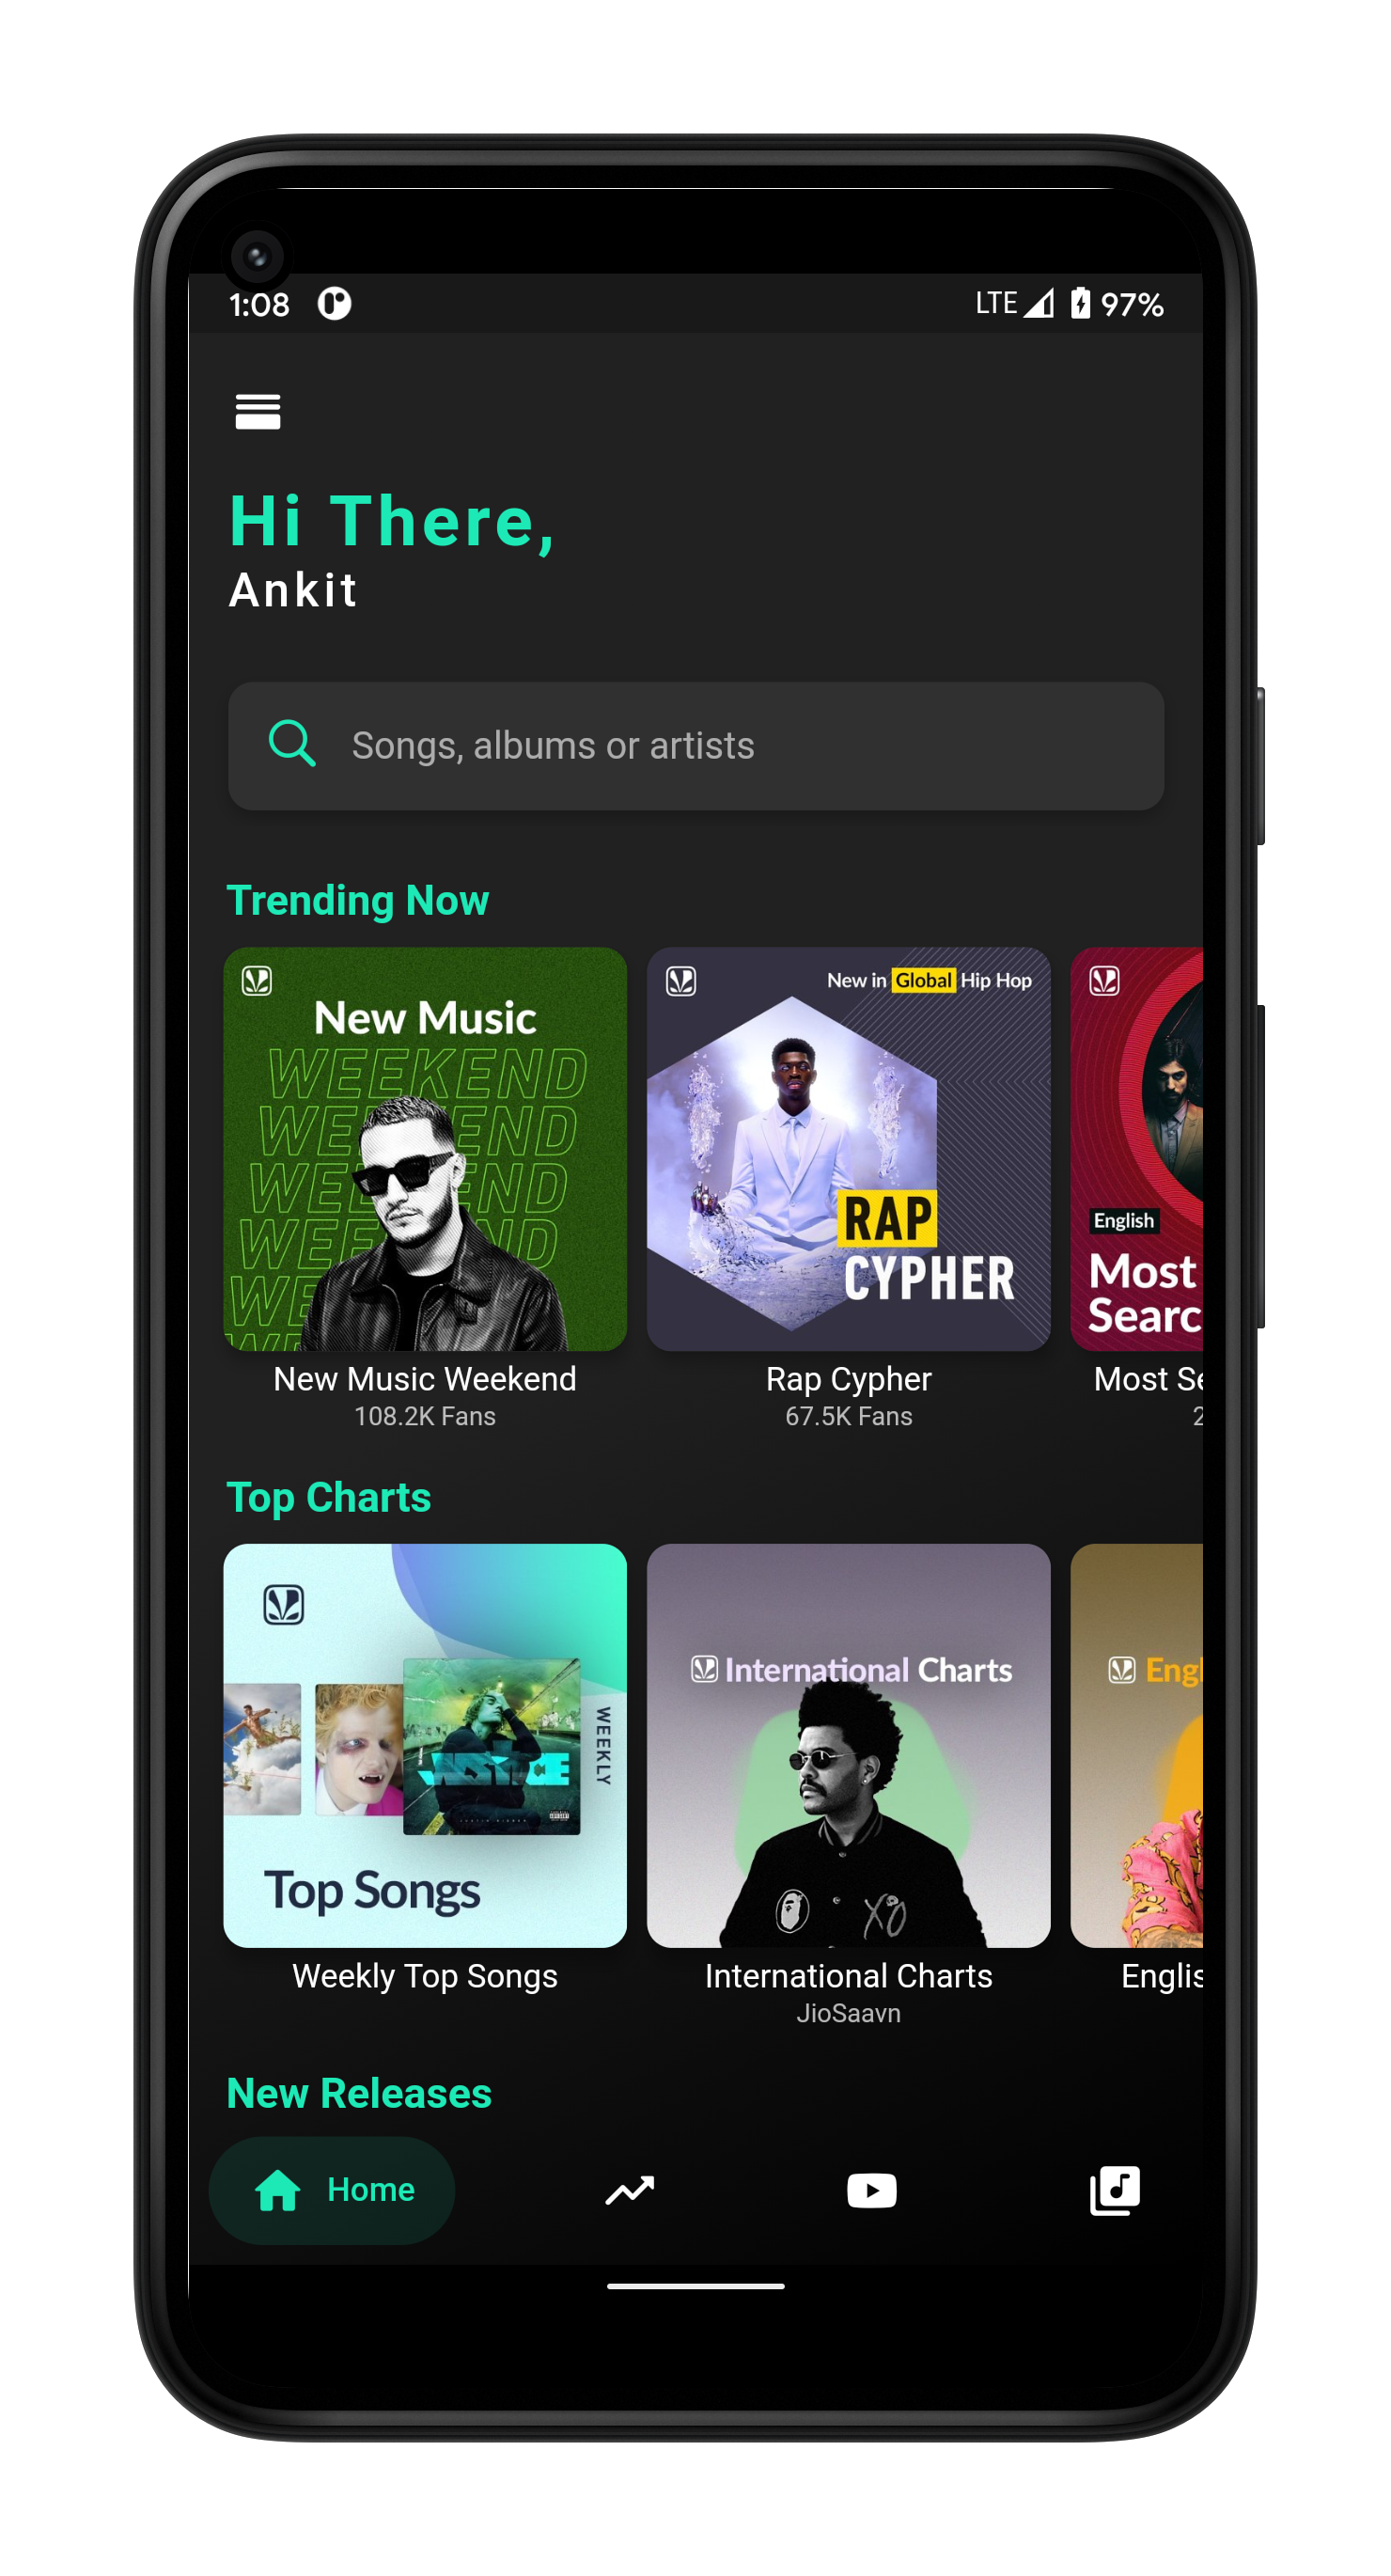 1:08
LTE 97%
Hi There,
Ankit
Songs, albums or artists
Trending Now
New Music
WEEKEND
WEEKEND
WEEKEND
WEEKEND
New in Global Hip Hop
RAP
CYPHER
English
Most
Searc
New Music Weekend
108.2K Fans
Rap Cypher
67.5K Fans
Most Se
2
Top Charts
JUSTICE
WEEKLY
Top Songs
International Charts
XO
Engl
Weekly Top Songs
International Charts
JioSaavn
Englis
New Releases
Home